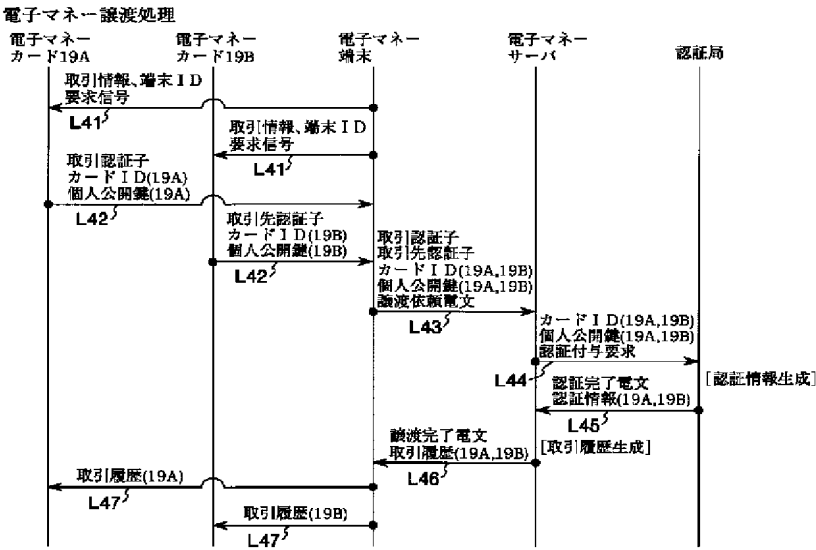 電子マネー譲渡処理
電子マネー
カード19A
電子マネー
カード19B
電子マネー
端末
電子マネー
サーバ
認証局
取引情報、端末ID
要求信号
L41
取引情報、端末ID
要求信号
L41
取引認証子
カードID(19A)
個人公開鍵(19A)
L42
取引先認証子
カードID(19B)
個人公開鍵(19B)
L42
取引認証子
取引先認証子
カードID(19A,19B)
個人公開鍵(19A,19B)
譲渡依頼電文
L43
カードID(19A,19B)
個人公開鍵(19A,19B)
認証付与要求
L44
[認証情報生成]
認証完了電文
認証情報(19A,19B)
L45
[取引履歴生成]
譲渡完了電文
取引履歴(19A,19B)
L46
取引履歴(19A)
L47
取引履歴(19B)
L47